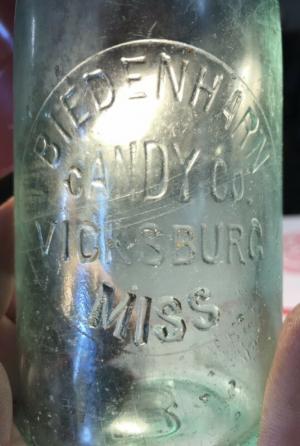 BIEDENHARN
CANDY CO.
VICKSBURG
MISS.